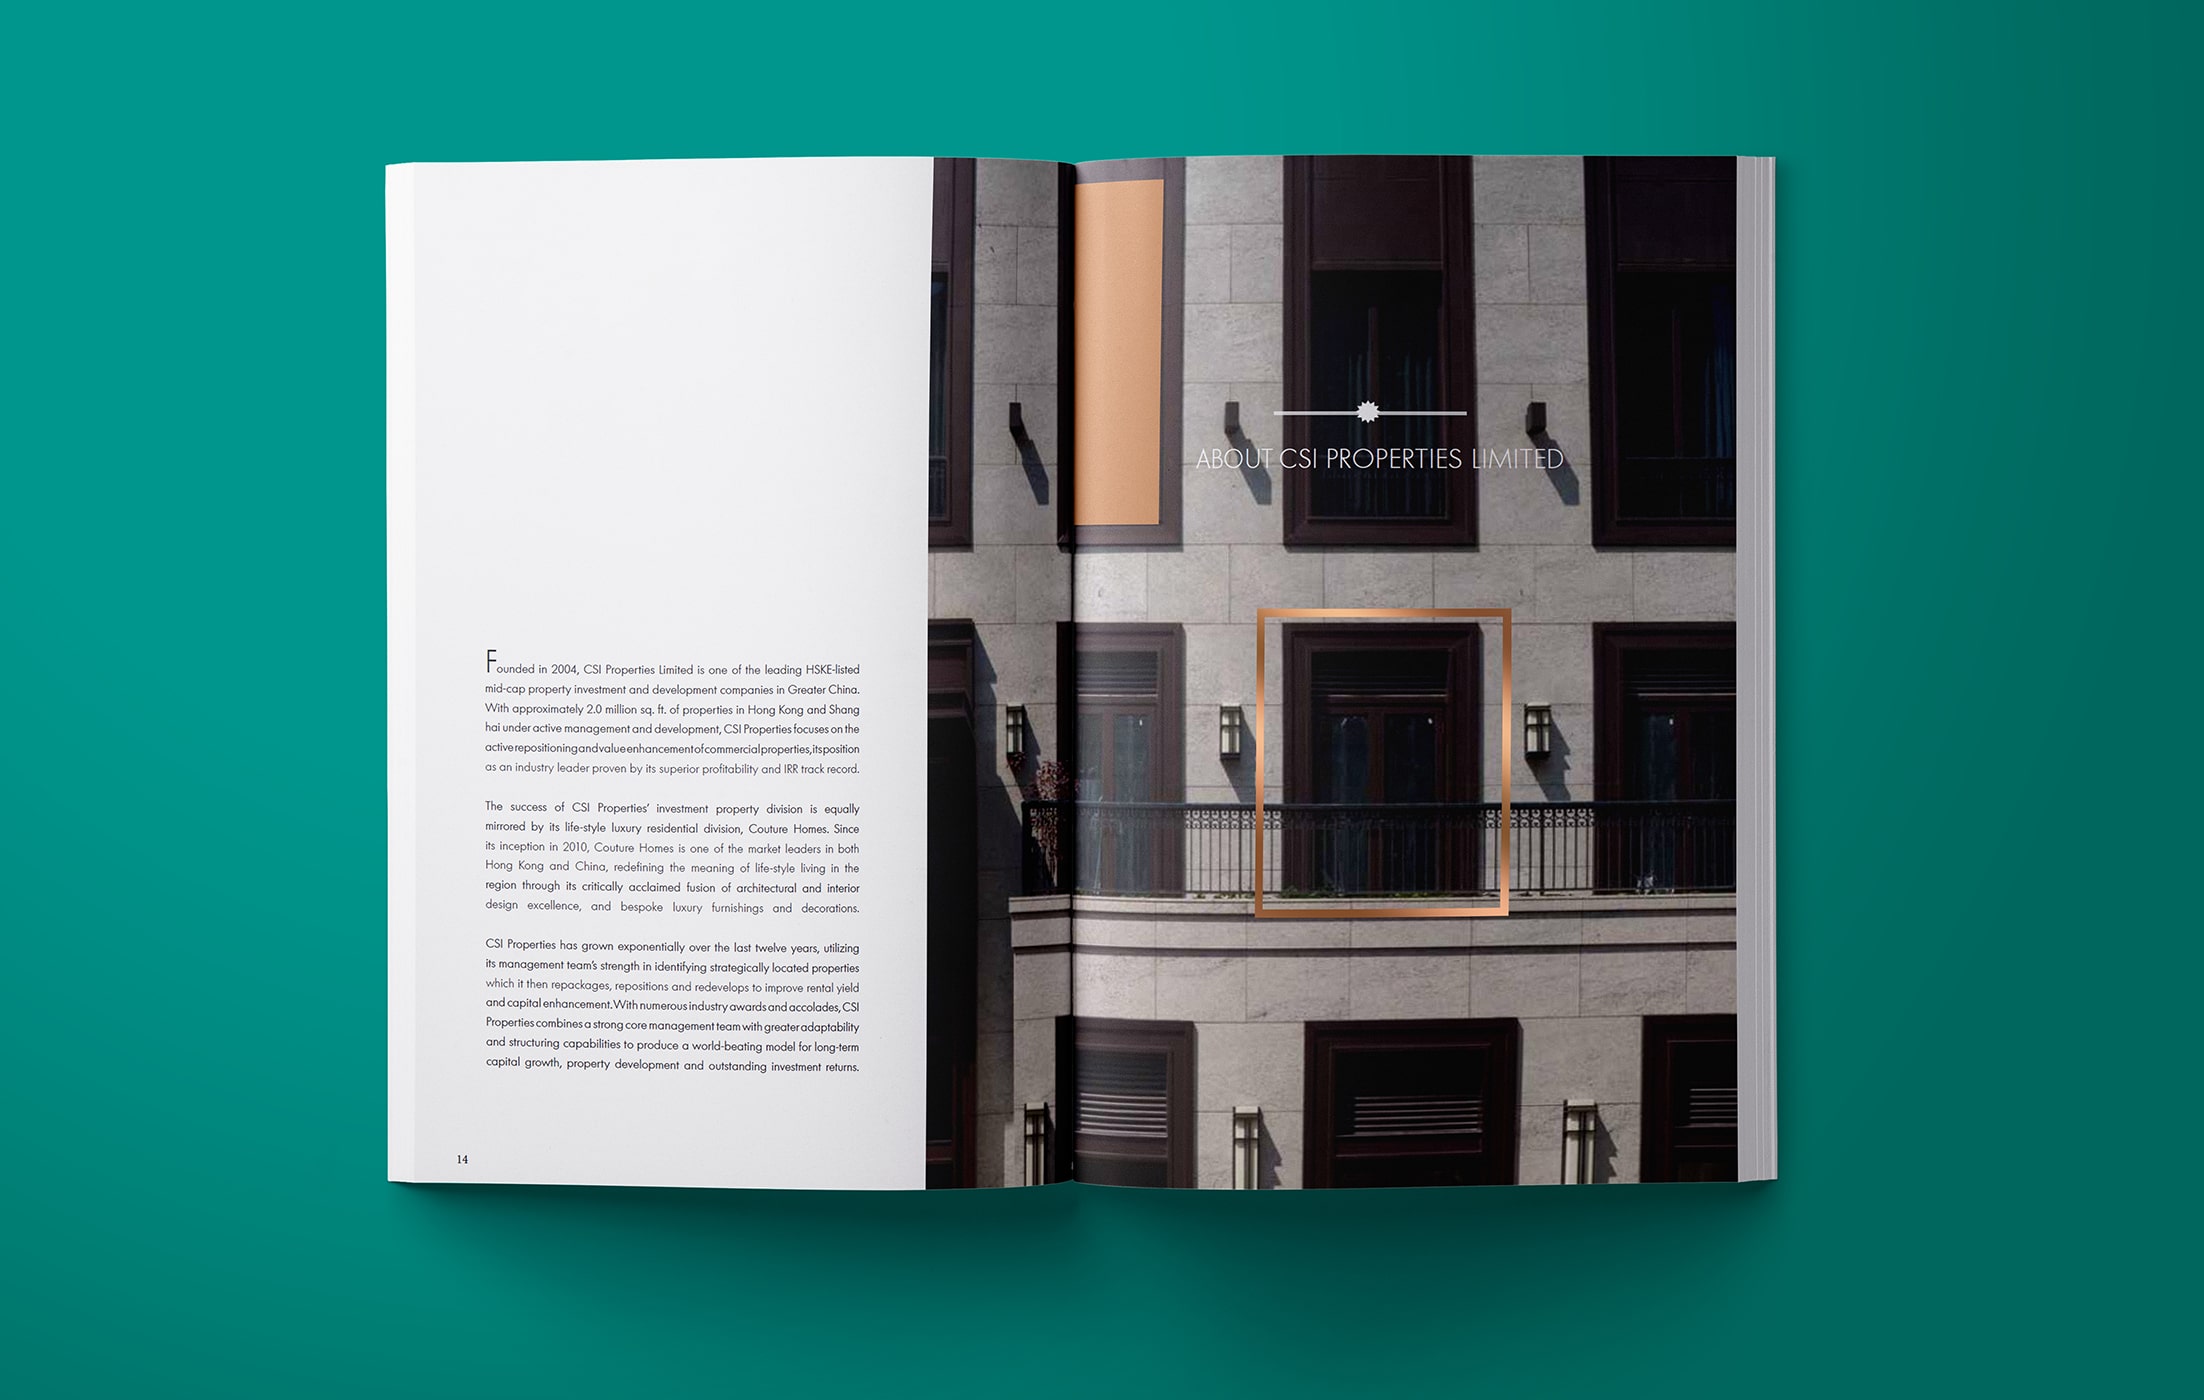 Founded in 2004, CSI Properties Limited is one of the leading HSKE-listed
mid-cap property investment and development companies in Greater China.
With approximately 2.0 million sq. ft. of properties in Hong Kong and Shang
hai under active management and development, CSI Properties focuses on the
active repositioning and value enhancement of commercial properties, its position
as an industry leader proven by its superior profitability and IRR track record.
The success of CSI Properties’ investment property division is equally
mirrored by its life-style luxury residential division, Couture Homes. Since
its inception in 2010, Couture Homes is one of the market leaders in both
Hong Kong and China, redefining the meaning of life-style living in the
region through its critically acclaimed fusion of architectural and interior
design excellence, and bespoke luxury furnishings and decorations.
CSI Properties has grown exponentially over the last twelve years, utilizing
its management team’s strength in identifying strategically located properties
which it then repackages, repositions and redevelops to improve rental yield
and capital enhancement. With numerous industry awards and accolades, CSI
Properties combines a strong core management team with greater adaptability
and structuring capabilities to produce a world-beating model for long-term
capital growth, property development and outstanding investment returns.
14
ABOUT CSI PROPERTIES LIMITED